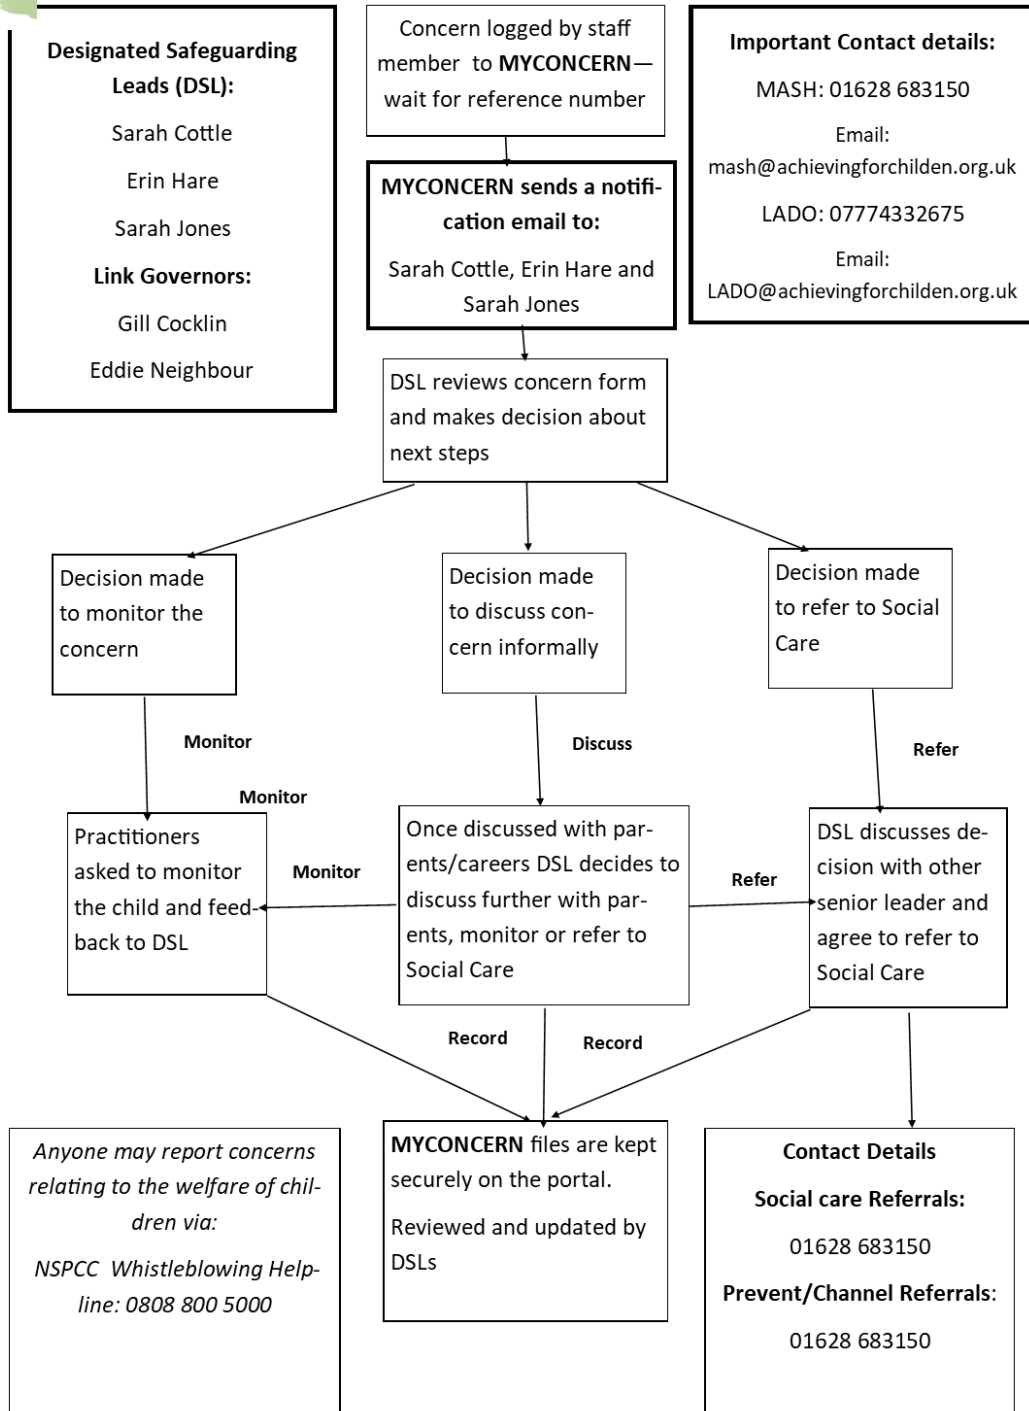 Designated Safeguarding
Leads (DSL):
Sarah Cottle
Erin Hare
Sarah Jones
Link Governors:
Gill Cocklin
Eddie Neighbour
Concern logged by staff
member to MYCONCERN—
wait for reference number
Important Contact details:
MASH: 01628 683150
Email:
mash@achievingforchilden.org.uk
LADO: 07774332675
Email:
LADO@achievingforchilden.org.uk
MYCONCERN sends a notifi-
cation email to:
Sarah Cottle, Erin Hare and
Sarah Jones
DSL reviews concern form
and makes decision about
next steps
Decision made
to monitor the
concern
Decision made
to discuss con-
cern informally
Decision made
to refer to Social
Care
Monitor
Discuss
Refer
Monitor
Practitioners
asked to monitor
the child and feed-
back to DSL
Monitor
Once discussed with par-
ents/careers DSL decides to
discuss further with par-
ents, monitor or refer to
Social Care
Refer
DSL discusses de-
cision with other
senior leader and
agree to refer to
Social Care
Record
Record
Anyone may report concerns
relating to the welfare of chil-
dren via:
NSPCC Whistleblowing Help-
line: 0808 800 5000
MYCONCERN files are kept
securely on the portal.
Reviewed and updated by
DSLs
Contact Details
Social care Referrals:
01628 683150
Prevent/Channel Referrals:
01628 683150